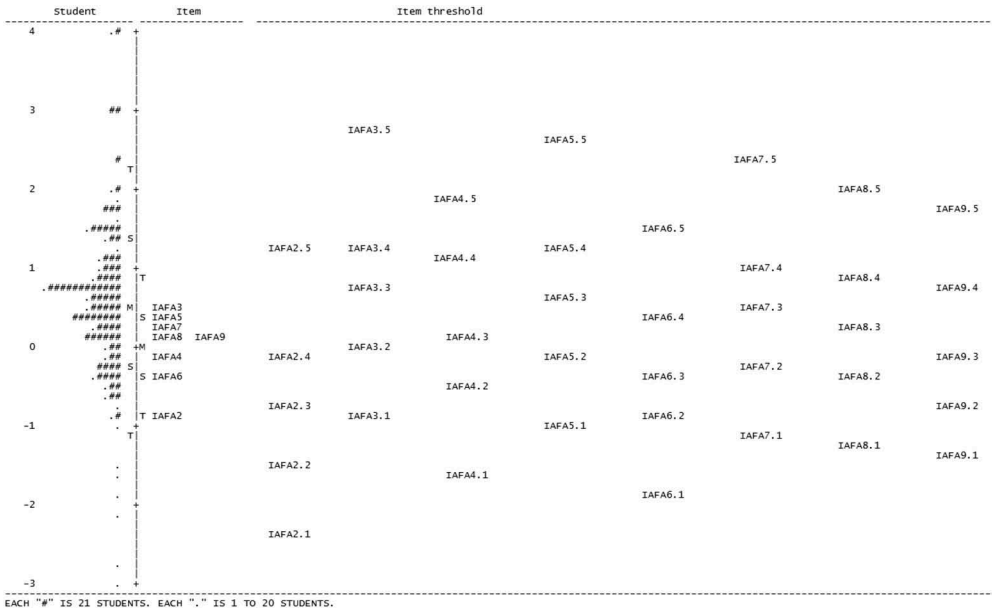 Student Item Item threshold
4 .# +
3 ## +
IAFA3.5
IAFA5.5
# IAFA7.5
T|
2 .# + IAFA8.5
. IAFA4.5
### IAFA9.5
.
.##### IAFA6.5
.## S|
. IAFA2.5 IAFA3.4 IAFA5.4
.### IAFA4.4
1 .### + IAFA7.4
.#### |T IAFA8.4
.############ IAFA3.3 IAFA9.4
.##### IAFA5.3
.##### M| IAFA3 IAFA7.3
######## |S IAFA5 IAFA6.4
.#### IAFA7 IAFA8.3
###### IAFA8 IAFA9 IAFA4.3
0 .## +M IAFA3.2
.## IAFA4 IAFA2.4 IAFA5.2 IAFA9.3
#### S| IAFA7.2
.#### |S IAFA6 IAFA6.3 IAFA8.2
.## IAFA4.2
.##
. IAFA2.3 IAFA9.2
.# |T IAFA2 IAFA3.1 IAFA6.2
-1 . + IAFA5.1
T| IAFA7.1
IAFA8.1
IAFA9.1
. IAFA2.2
. IAFA4.1
. IAFA6.1
-2 +
.
IAFA2.1
.
-3 . +
EACH "#" IS 21 STUDENTS. EACH "." IS 1 TO 20 STUDENTS.